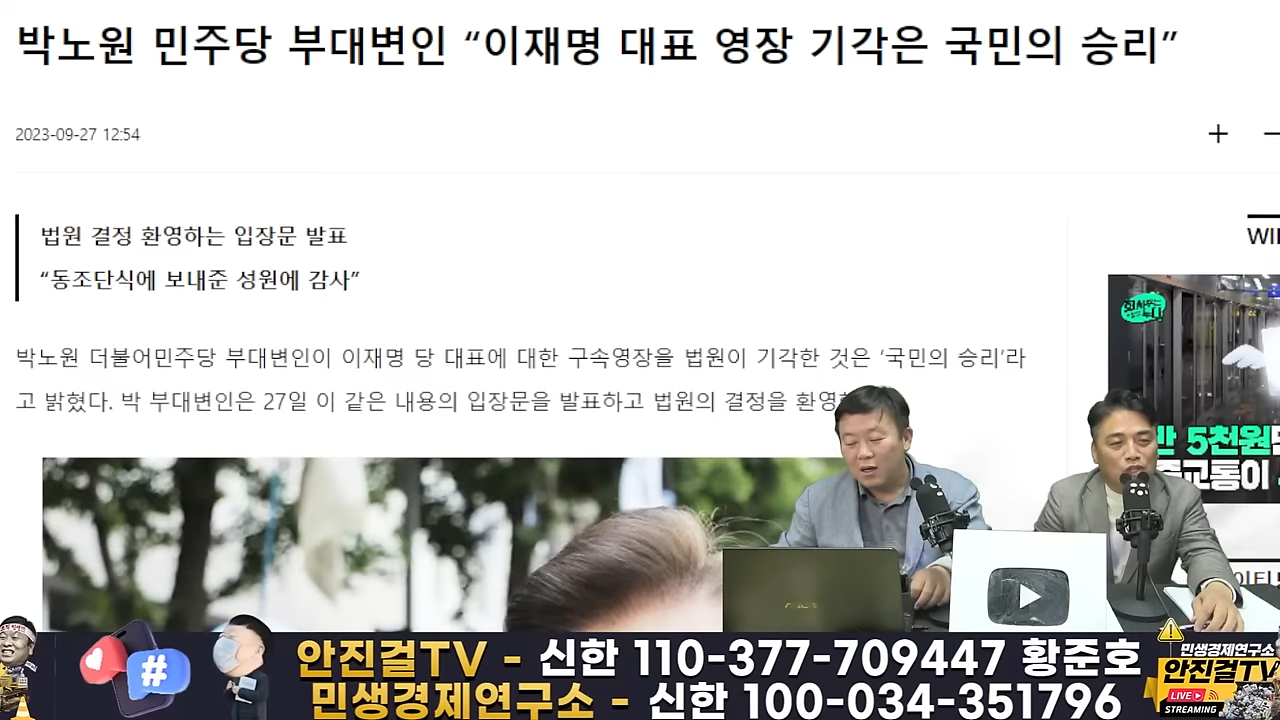 박노원 민주당 부대변인 “이재명 대표 영장 기각은 국민의 승리”
2023-09-27 12:54
법원 결정 환영하는 입장문 발표
“동조단식에 보내준 성원에 감사”
박노원 더불어민주당 부대변인이 이재명 당 대표에 대한 구속영장을 법원이 기각한 것은 ‘국민의 승리’라
고 밝혔다. 박 부대변인은 27일 이 같은 내용의 입장문을 발표하고 법원의 결정을 환영
5천원
안진걸TV - 신한 110-377-709447 황준호
민생경제연구소 - 신한 100-034-351796
#
민생경제연구소
안진걸TV
LIVE
STREAMING